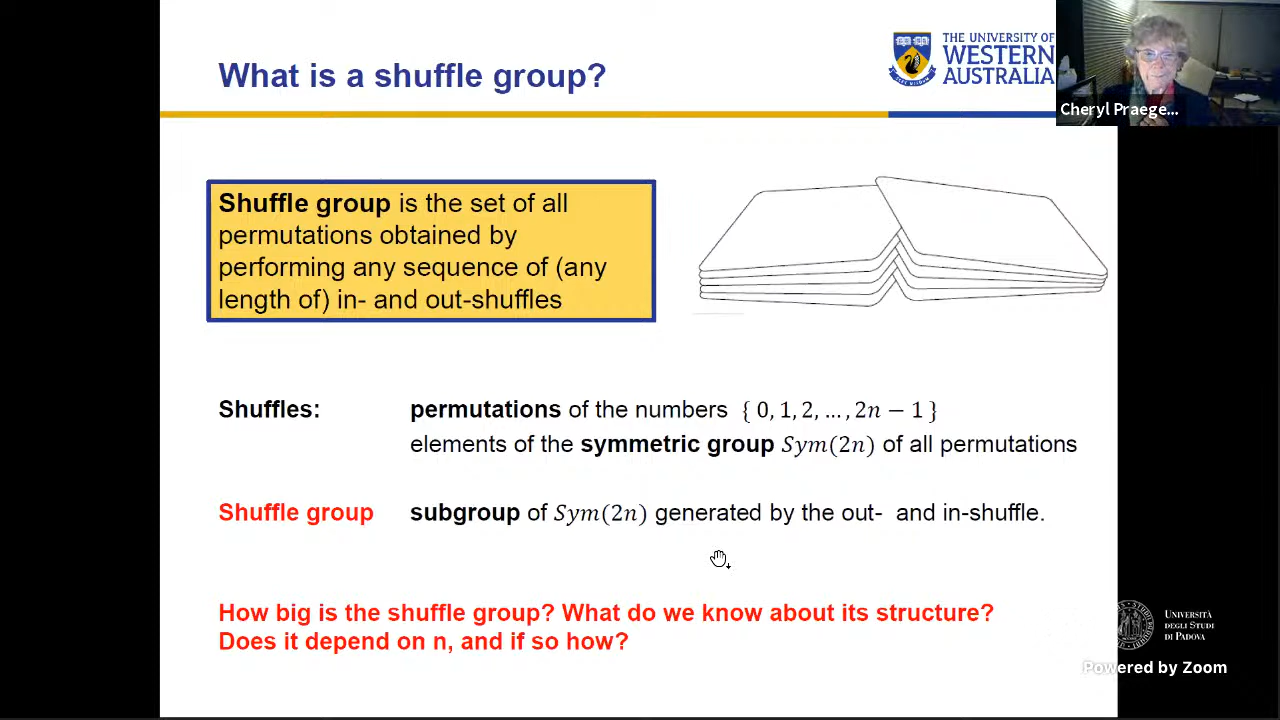 What is a shuffle group?
THE UNIVERSITY OF
WESTERN
AUSTRALIA
Cheryl Praege...
Shuffle group is the set of all
permutations obtained by
performing any sequence of (any
length of) in- and out-shuffles
Shuffles: permutations of the numbers { 0, 1, 2, ... , 2n − 1 }
elements of the symmetric group Sym(2n) of all permutations
Shuffle group subgroup of Sym(2n) generated by the out- and in-shuffle.
How big is the shuffle group? What do we know about its structure?
Does it depend on n, and if so how?
UNIVERSITÀ
DEGLI STUDI
DI PADOVA
Powered by Zoom